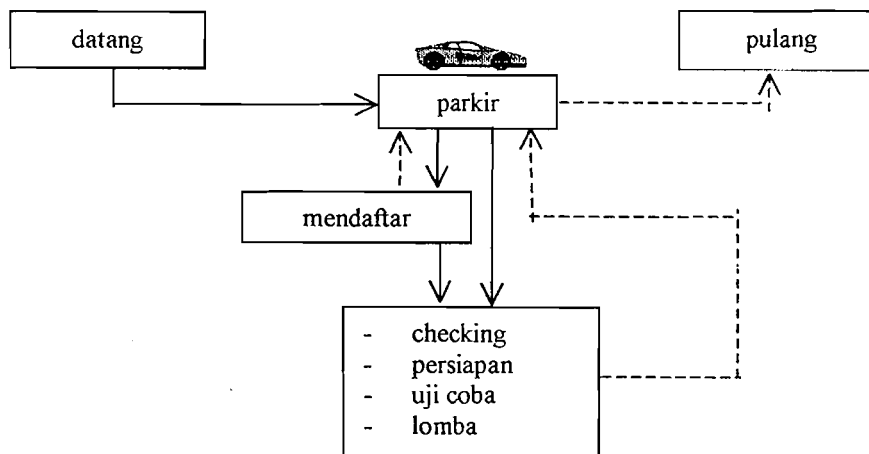 datang
pulang
parkir
mendaftar
- checking
- persiapan
- uji coba
- lomba